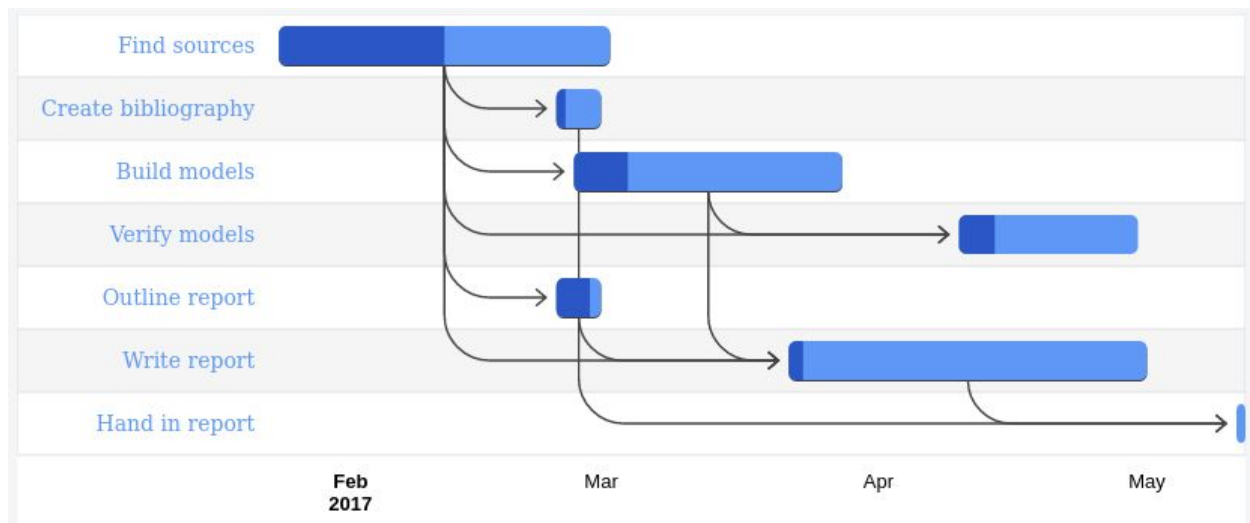 Find sources
Create bibliography
Build models
Verify models
Outline report
Write report
Hand in report
Feb Mar Apr May
2017